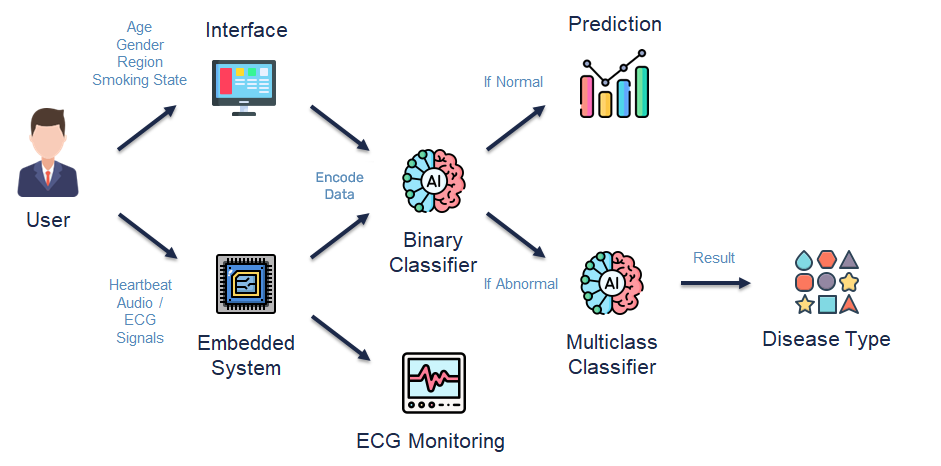 Age
Gender
Region
Smoking State
Interface
Prediction
If Normal
User
Encode
Data
AI
Binary
Classifier
Heartbeat
Audio /
ECG
Signals
Embedded
System
If Abnormal
AI
Multiclass
Classifier
Result
Disease Type
ECG Monitoring